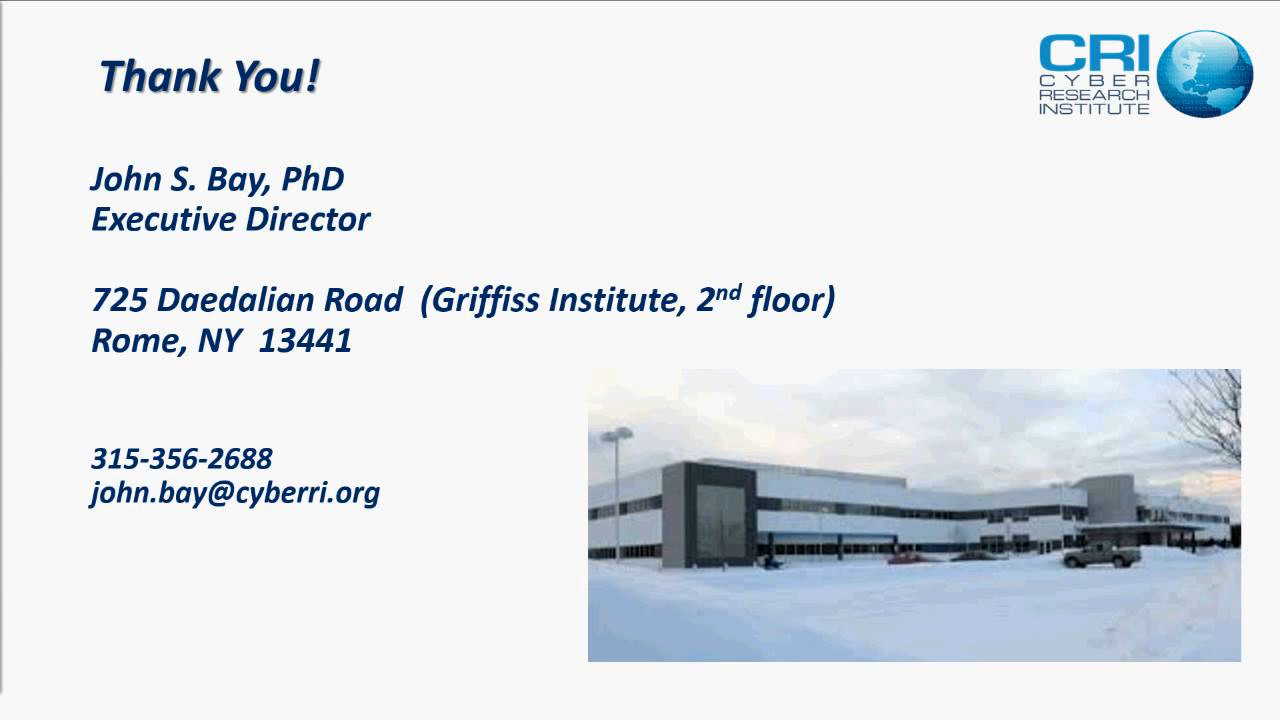 Thank You!
CRI
CYBER
RESEARCH
INSTITUTE
John S. Bay, PhD
Executive Director
725 Daedalian Road (Griffiss Institute, 2nd floor)
Rome, NY 13441
315-356-2688
john.bay@cyberri.org